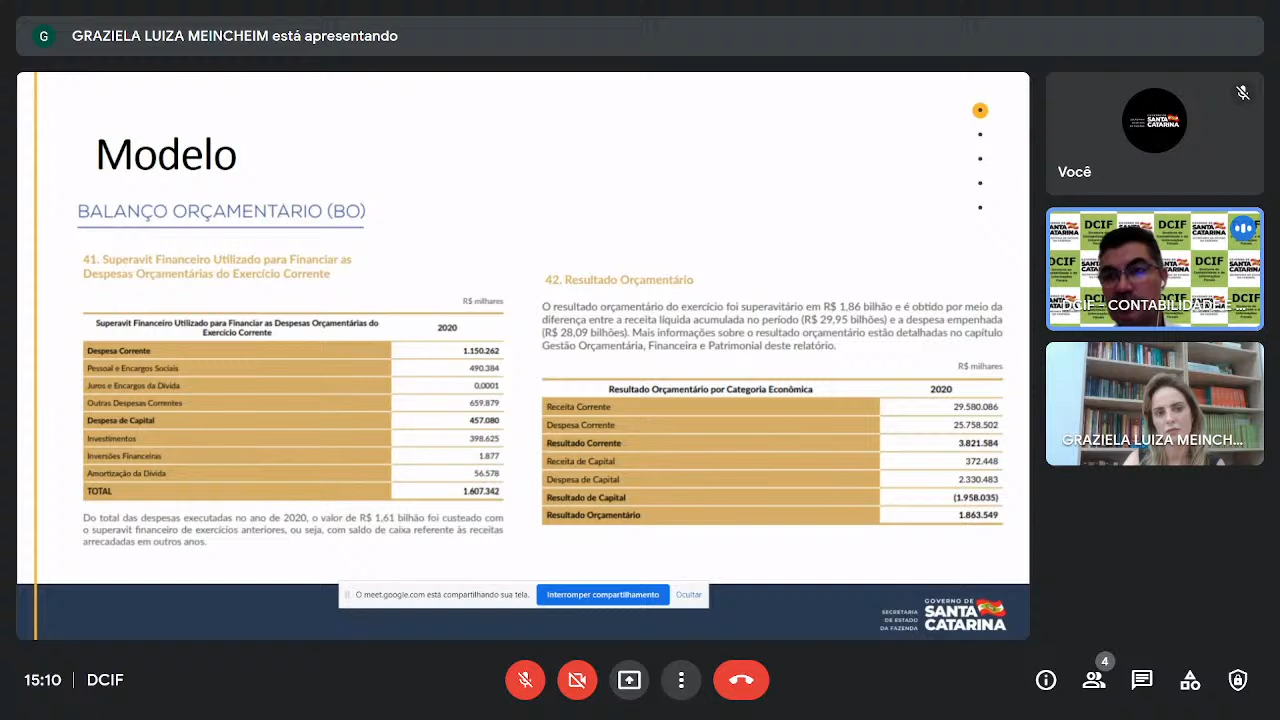 G GRAZIELA LUIZA MEINCHEIM está apresentando
Modelo
BALANÇO ORÇAMENTÁRIO (BO)
41. Superavit Financeiro Utilizado para Financiar as
Despesas Orçamentárias do Exercício Corrente
R$ milhares
Superavit Financeiro Utilizado para Financiar as Despesas Orçamentárias do
Exercício Corrente
2020
Despesa Corrente 1.150.262
Pessoal e Encargos Sociais 490.384
Juros e Encargos da Dívida 0,0001
Outras Despesas Correntes 659.879
Despesa de Capital 457.080
Investimentos 398.625
Inversões Financeiras 1.877
Amortização da Dívida 56.578
TOTAL 1.607.342
Do total das despesas executadas no ano de 2020, o valor de R$ 1,61 bilhão foi custeado com
o superavit financeiro de exercícios anteriores, ou seja, com saldo de caixa referente às receitas
arrecadadas em outros anos.
42. Resultado Orçamentário
O resultado orçamentário do exercício foi superavitário em R$ 1,86 bilhão e é obtido por meio da
diferença entre a receita líquida acumulada no período (R$ 29,95 bilhões) e a despesa empenhada
(R$ 28,09 bilhões). Mais informações sobre o resultado orçamentário estão detalhadas no capítulo
Gestão Orçamentária, Financeira e Patrimonial deste relatório.
R$ milhares
Resultado Orçamentário por Categoria Econômica 2020
Receita Corrente 29.580.086
Despesa Corrente 25.758.502
Resultado Corrente 3.821.584
Receita de Capital 372.448
Despesa de Capital 2.330.483
Resultado de Capital (1.958.035)
Resultado Orçamentário 1.863.549
O meet.google.com está compartilhando sua tela. Interromper compartilhamento Ocultar
SECRETARIA
DE ESTADO
DA FAZENDA
GOVERNO DE
SANTA
CATARINA
SANTA
CATARINA
Você
DCIF
DCIF - CONTABILIDADE E
GRAZIELA LUIZA MEINCH...
15:10 | DCIF
4